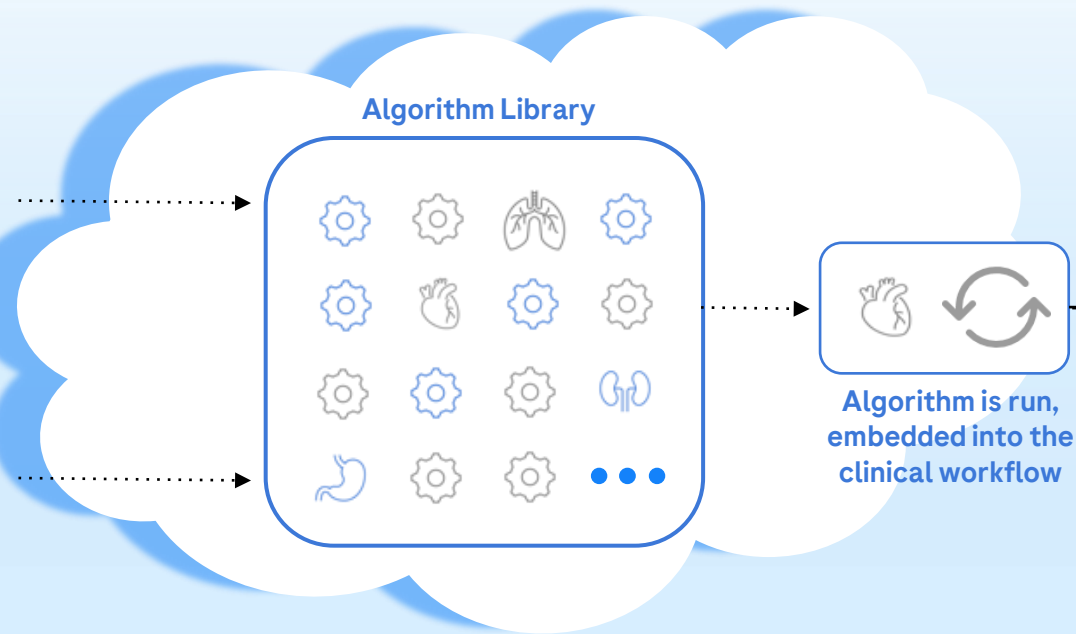 Algorithm Library
Algorithm is run,
embedded into the
clinical workflow